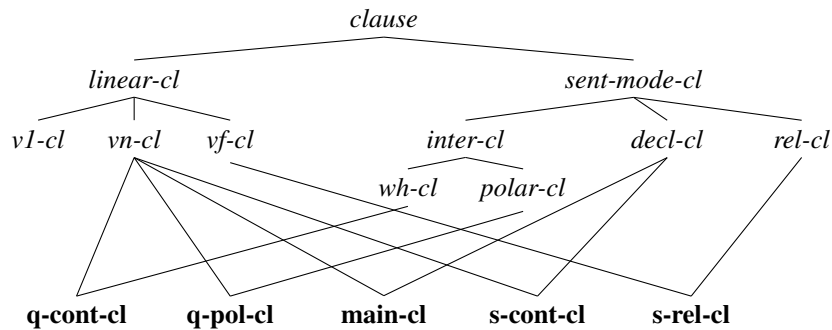 clause
linear-cl sent-mode-cl
v1-cl vn-cl vf-cl inter-cl decl-cl rel-cl
wh-cl polar-cl
q-cont-cl q-pol-cl main-cl s-cont-cl s-rel-cl